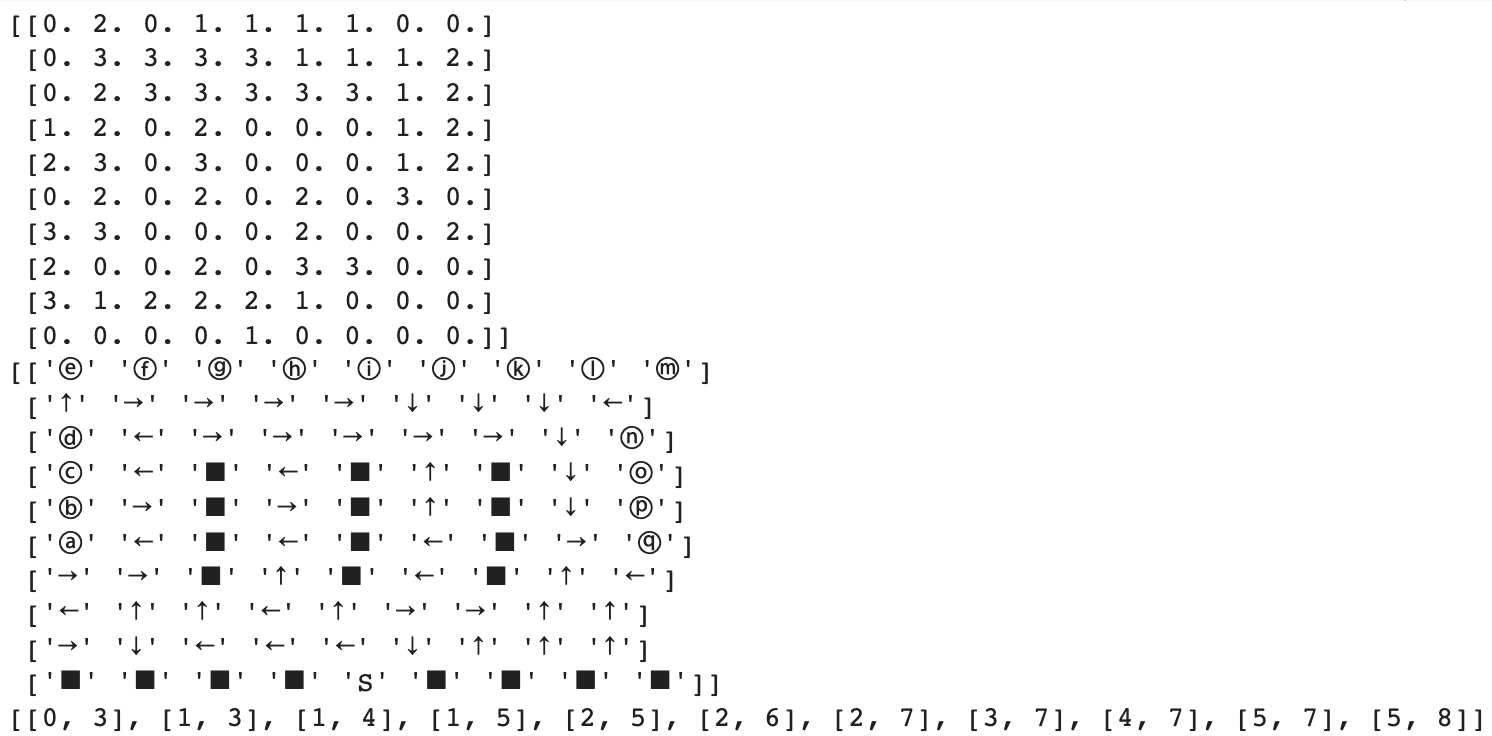 [[0. 2. 0. 1. 1. 1. 1. 0. 0.]
[0. 3. 3. 3. 3. 1. 1. 1. 2.]
[0. 2. 3. 3. 3. 3. 3. 1. 2.]
[1. 2. 0. 2. 0. 0. 0. 1. 2.]
[2. 3. 0. 3. 0. 0. 0. 1. 2.]
[0. 2. 0. 2. 0. 2. 0. 3. 0.]
[3. 3. 0. 0. 0. 2. 0. 0. 2.]
[2. 0. 0. 2. 0. 3. 3. 0. 0.]
[3. 1. 2. 2. 2. 1. 0. 0. 0.]
[0. 0. 0. 0. 1. 0. 0. 0. 0.]]
[['ⓔ' 'ⓕ' 'ⓖ' 'ⓗ' 'ⓘ' 'ⓙ' 'ⓚ' 'ⓛ' 'ⓜ']
['↑' '→' '→' '→' '→' '↓' '↓' '↓' '←']
['ⓓ' '←' '→' '→' '→' '→' '→' '↓' 'ⓝ']
['ⓒ' '←' '■' '←' '■' '↑' '■' '↓' 'ⓞ']
['ⓑ' '→' '■' '→' '■' '↑' '■' '↓' 'ⓟ']
['ⓐ' '←' '■' '←' '■' '←' '■' '→' 'ⓠ']
['→' '→' '■' '↑' '■' '←' '■' '↑' '←']
['←' '↑' '↑' '←' '↑' '→' '→' '↑' '↑']
['→' '↓' '←' '←' '←' '↓' '↑' '↑' '↑']
['■' '■' '■' '■' 'S' '■' '■' '■' '■']]
[[0, 3], [1, 3], [1, 4], [1, 5], [2, 5], [2, 6], [2, 7], [3, 7], [4, 7], [5, 7], [5, 8]]